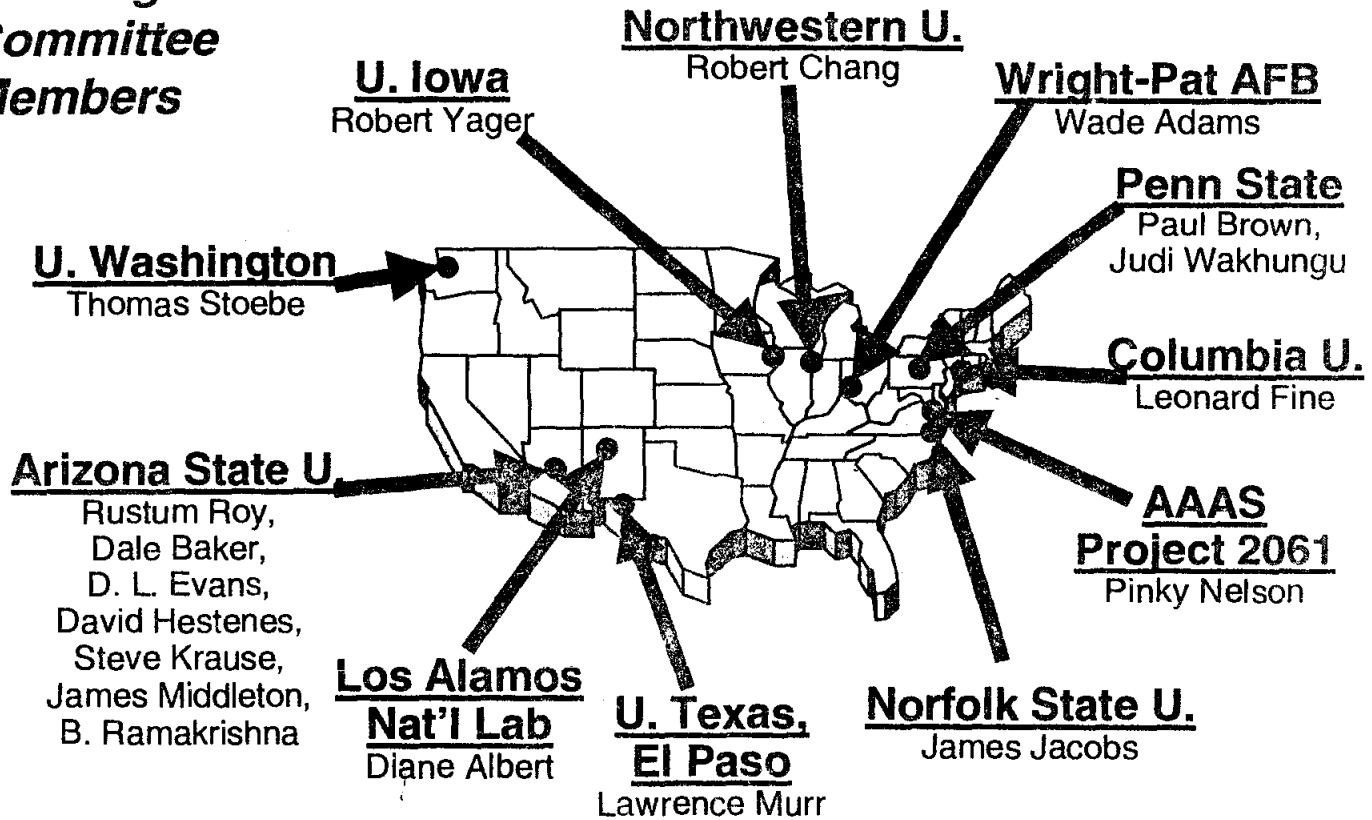 Committee
Members
Northwestern U.
Robert Chang
U. Iowa
Robert Yager
Wright-Pat AFB
Wade Adams
Penn State
Paul Brown,
Judi Wakhungu
U. Washington
Thomas Stoebe
Columbia U.
Leonard Fine
Arizona State U.
Rustum Roy,
Dale Baker,
D. L. Evans,
David Hestenes,
Steve Krause,
James Middleton,
B. Ramakrishna
AAAS
Project 2061
Pinky Nelson
Los Alamos
Nat'l Lab
Diane Albert
U. Texas,
El Paso
Lawrence Murr
Norfolk State U.
James Jacobs